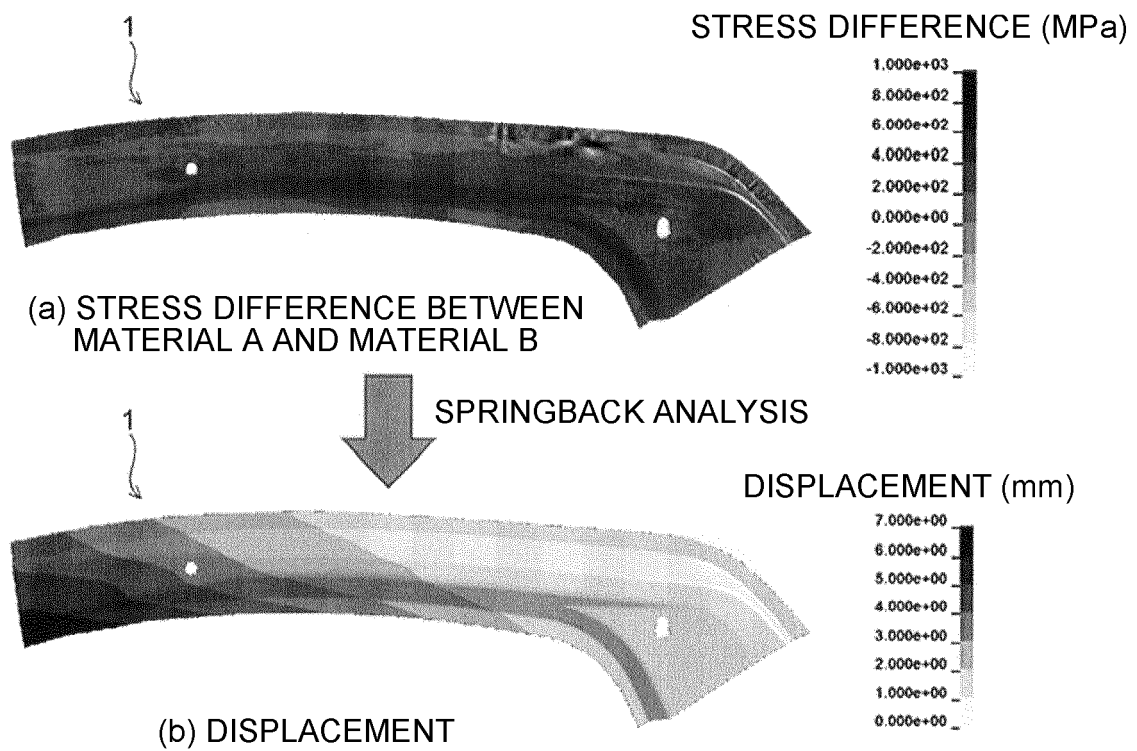 1
STRESS DIFFERENCE (MPa)
1.000e+03
8.000e+02
6.000e+02
4.000e+02
2.000e+02
0.000e+00
-2.000e+02
-4.000e+02
-6.000e+02
-8.000e+02
-1.000e+03
(a) STRESS DIFFERENCE BETWEEN
MATERIAL A AND MATERIAL B
SPRINGBACK ANALYSIS
1
DISPLACEMENT (mm)
7.000e+00
6.000e+00
5.000e+00
4.000e+00
3.000e+00
2.000e+00
1.000e+00
0.000e+00
(b) DISPLACEMENT